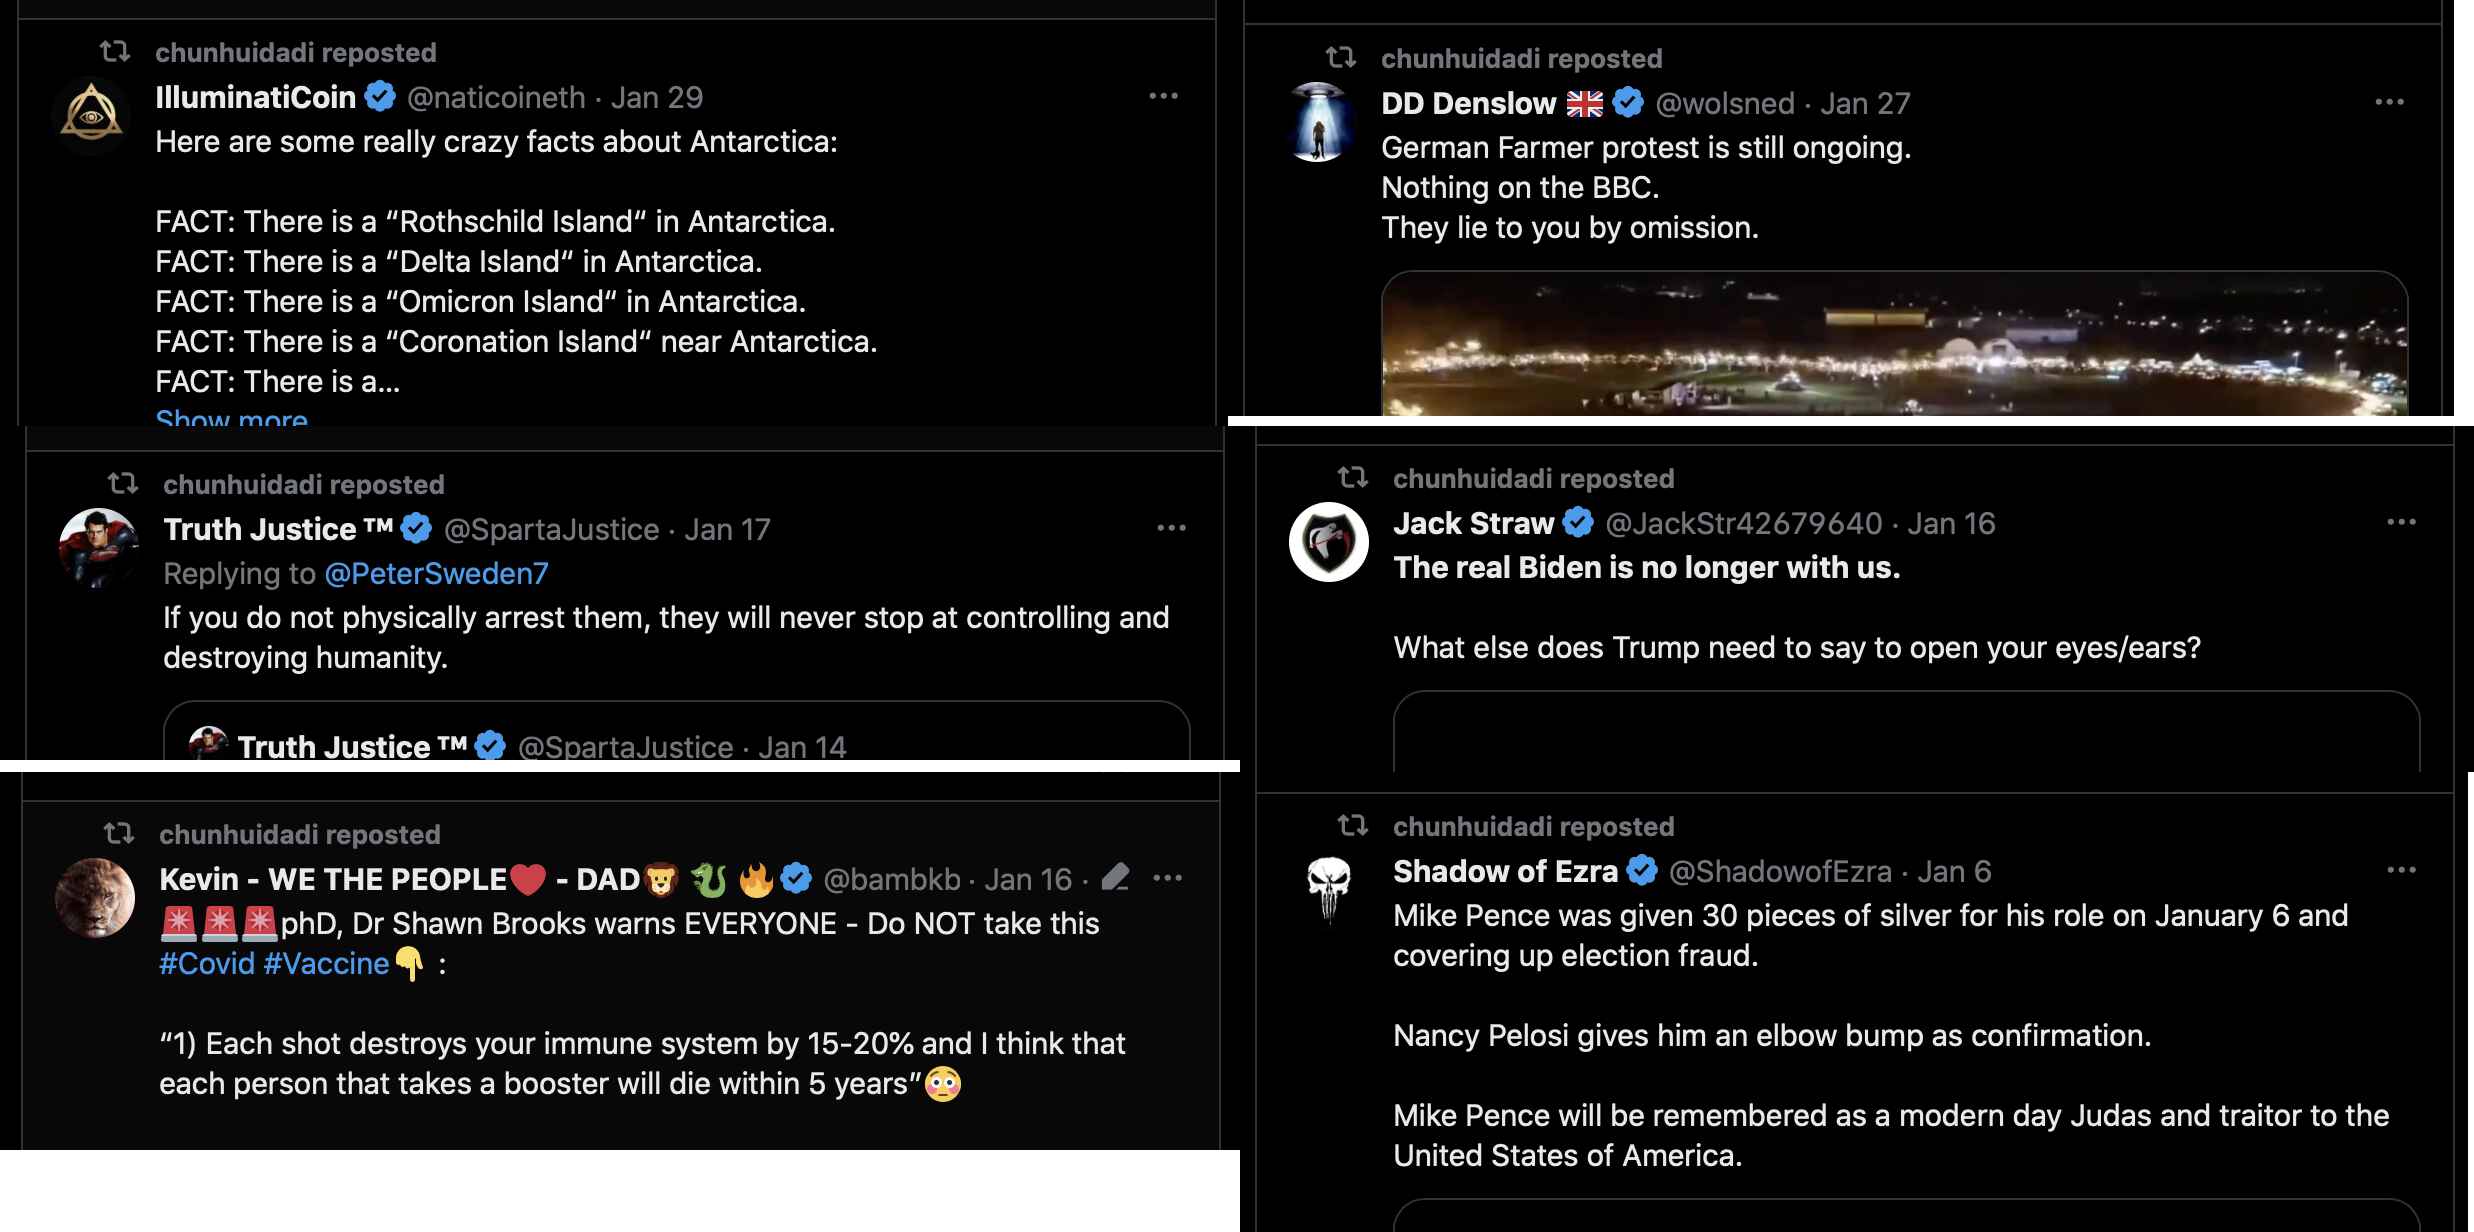 chunhuidadi reposted
IlluminatiCoin @naticoineth · Jan 29
Here are some really crazy facts about Antarctica:
FACT: There is a “Rothschild Island“ in Antarctica.
FACT: There is a “Delta Island“ in Antarctica.
FACT: There is a “Omicron Island“ in Antarctica.
FACT: There is a “Coronation Island“ near Antarctica.
FACT: There is a...
Show more
chunhuidadi reposted
DD Denslow 🇬🇧 @wolsned · Jan 27
German Farmer protest is still ongoing.
Nothing on the BBC.
They lie to you by omission.
chunhuidadi reposted
Truth Justice ™ @SpartaJustice · Jan 17
Replying to @PeterSweden7
If you do not physically arrest them, they will never stop at controlling and
destroying humanity.
Truth Justice ™ @SpartaJustice · Jan 14
chunhuidadi reposted
Jack Straw @JackStr42679640 · Jan 16
The real Biden is no longer with us.
What else does Trump need to say to open your eyes/ears?
chunhuidadi reposted
Kevin - WE THE PEOPLE❤️ - DAD🦁 🐉 🔥 @bambkb · Jan 16 ·
🚨🚨🚨phD, Dr Shawn Brooks warns EVERYONE - Do NOT take this
#Covid #Vaccine👇 :
“1) Each shot destroys your immune system by 15-20% and I think that
each person that takes a booster will die within 5 years”😳
chunhuidadi reposted
Shadow of Ezra @ShadowofEzra · Jan 6
Mike Pence was given 30 pieces of silver for his role on January 6 and
covering up election fraud.
Nancy Pelosi gives him an elbow bump as confirmation.
Mike Pence will be remembered as a modern day Judas and traitor to the
United States of America.